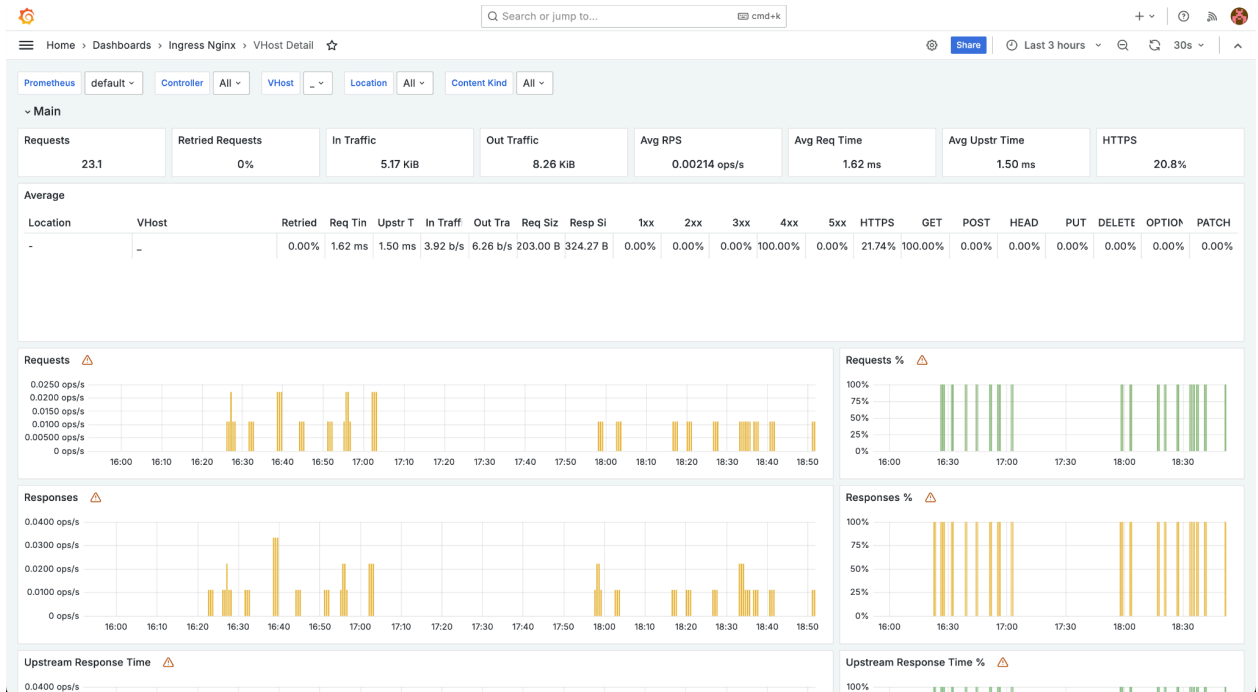 Search or jump to... cmd+k
Home › Dashboards › Ingress Nginx › VHost Detail Share Last 3 hours 30s
Prometheus default Controller All VHost _ Location All Content Kind All
Main
Requests Retried Requests In Traffic Out Traffic Avg RPS Avg Req Time Avg Upstr Time HTTPS
23.1 0% 5.17 KiB 8.26 KiB 0.00214 ops/s 1.62 ms 1.50 ms 20.8%
Average
Location VHost Retried Req Tin Upstr T In Traff Out Tra Req Siz Resp Si 1xx 2xx 3xx 4xx 5xx HTTPS GET POST HEAD PUT DELETE OPTION PATCH
- _ 0.00% 1.62 ms 1.50 ms 3.92 b/s 6.26 b/s 203.00 B 324.27 B 0.00% 0.00% 0.00% 100.00% 0.00% 21.74% 100.00% 0.00% 0.00% 0.00% 0.00% 0.00% 0.00%
Requests
0.0250 ops/s
0.0200 ops/s
0.0150 ops/s
0.0100 ops/s
0.00500 ops/s
0 ops/s
16:00 16:10 16:20 16:30 16:40 16:50 17:00 17:10 17:20 17:30 17:40 17:50 18:00 18:10 18:20 18:30 18:40 18:50
Requests %
100%
75%
50%
25%
0%
16:00 16:30 17:00 17:30 18:00 18:30
Responses
0.0400 ops/s
0.0300 ops/s
0.0200 ops/s
0.0100 ops/s
0 ops/s
16:00 16:10 16:20 16:30 16:40 16:50 17:00 17:10 17:20 17:30 17:40 17:50 18:00 18:10 18:20 18:30 18:40 18:50
Responses %
100%
75%
50%
25%
0%
16:00 16:30 17:00 17:30 18:00 18:30
Upstream Response Time
0.0400 ops/s
Upstream Response Time %
100%